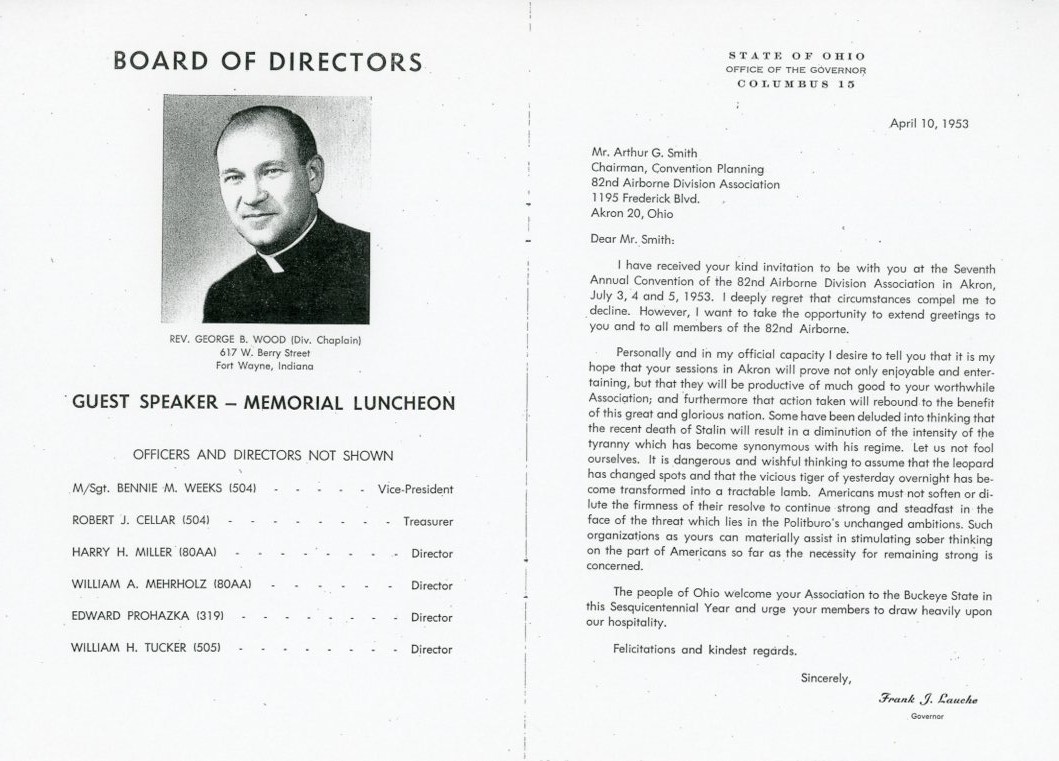 BOARD OF DIRECTORS
REV. GEORGE B. WOOD (Div. Chaplain)
617 W. Berry Street
Fort Wayne, Indiana
GUEST SPEAKER – MEMORIAL LUNCHEON
OFFICERS AND DIRECTORS NOT SHOWN
M/Sgt. BENNIE M. WEEKS (504) - - - - - Vice-President
ROBERT J. CELLAR (504) - - - - - - - - Treasurer
HARRY H. MILLER (80AA) - - - - - - - - Director
WILLIAM A. MEHRHOLZ (80AA) - - - - - - Director
EDWARD PROHAZKA (319) - - - - - - - - Director
WILLIAM H. TUCKER (505) - - - - - - - - Director
STATE OF OHIO
OFFICE OF THE GOVERNOR
COLUMBUS 15
April 10, 1953
Mr. Arthur G. Smith
Chairman, Convention Planning
82nd Airborne Division Association
1195 Frederick Blvd.
Akron 20, Ohio
Dear Mr. Smith:
I have received your kind invitation to be with you at the Seventh
Annual Convention of the 82nd Airborne Division Association in Akron,
July 3, 4 and 5, 1953. I deeply regret that circumstances compel me to
decline. However, I want to take the opportunity to extend greetings to
you and to all members of the 82nd Airborne.
Personally and in my official capacity I desire to tell you that it is my
hope that your sessions in Akron will prove not only enjoyable and enter-
taining, but that they will be productive of much good to your worthwhile
Association; and furthermore that action taken will rebound to the benefit
of this great and glorious nation. Some have been deluded into thinking that
the recent death of Stalin will result in a diminution of the intensity of the
tyranny which has become synonymous with his regime. Let us not fool
ourselves. It is dangerous and wishful thinking to assume that the leopard
has changed spots and that the vicious tiger of yesterday overnight has be-
come transformed into a tractable lamb. Americans must not soften or di-
lute the firmness of their resolve to continue strong and steadfast in the
face of the threat which lies in the Politburo's unchanged ambitions. Such
organizations as yours can materially assist in stimulating sober thinking
on the part of Americans so far as the necessity for remaining strong is
concerned.
The people of Ohio welcome your Association to the Buckeye State in
this Sesquicentennial Year and urge your members to draw heavily upon
our hospitality.
Felicitations and kindest regards.
Sincerely,
Frank J. Lauche
Governor